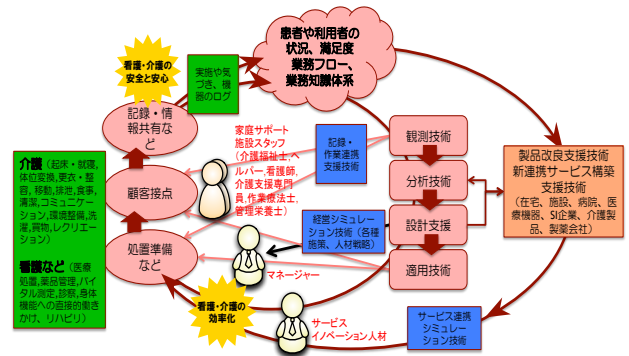 患者や利用者の
状況、満足度
業務フロー、
業務知識体系
看護・介護の
安全と安心
実施や気
づき、機
器のログ
記録・情
報共有な
ど
家庭サポート
施設スタッフ
（介護福祉士,ヘ
ルパー,看護師,
介護支援専門
員,作業療法士,
管理栄養士）
記録・
作業連携
支援技術
観測技術
製品改良支援技術
新連携サービス構築
支援技術
（在宅、施設、病院、医
療機器、SI企業、介護製
品、製薬会社）
介護（起床・就寝,
体位変換,更衣・整
容,移動,排泄,食事,
清潔,コミュニケー
ション,環境整備,洗
濯,買物,レクリエー
ション）
看護など（医療
処置,薬品管理,バイ
タル測定,診察,身体
機能への直接的働き
かけ、リハビリ）
顧客接点
分析技術
経営シミュレー
ション技術（各種
施策、人材戦略）
設計支援
処置準備
など
マネージャー
適用技術
看護・介護の
効率化
サービス
イノベーション人材
サービス連携
シミュレー
ション技術